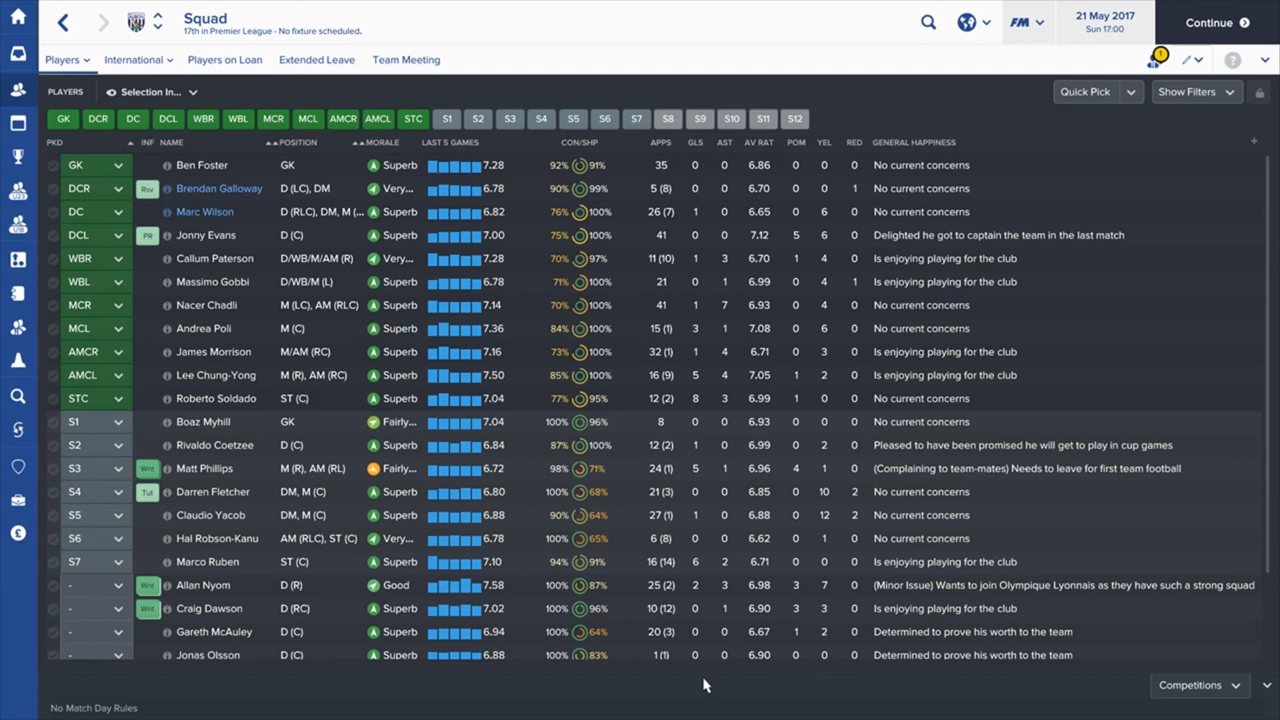 Squad
17th in Premier League - No fixture scheduled.
FM
21 May 2017
Sun 17:00
Continue
1
Players International Players on Loan Extended Leave Team Meeting
PLAYERS Selection In... Quick Pick Show Filters
GK DCR DC DCL WBR WBL MCR MCL AMCR AMCL STC S1 S2 S3 S4 S5 S6 S7 S8 S9 S10 S11 S12
PKD INF NAME POSITION MORALE LAST 5 GAMES CON/SHP APPS GLS AST AV RAT POM YEL RED GENERAL HAPPINESS
GK Ben Foster GK Superb 7.28 92% 91% 35 0 0 6.86 0 0 0 No current concerns
DCR Rsv Brendan Galloway D (LC), DM Very... 6.78 90% 99% 5 (8) 0 0 6.70 0 0 1 No current concerns
DC Marc Wilson D (RLC), DM, M (... Superb 6.82 76% 100% 26 (7) 1 0 6.65 0 6 0 No current concerns
DCL PR Jonny Evans D (C) Superb 7.00 75% 100% 41 0 0 7.12 5 6 0 Delighted he got to captain the team in the last match
WBR Callum Paterson D/WB/M/AM (R) Very... 7.28 70% 97% 11 (10) 1 3 6.70 1 4 0 Is enjoying playing for the club
WBL Massimo Gobbi D/WB/M (L) Superb 6.78 71% 100% 21 0 1 6.99 0 4 1 Is enjoying playing for the club
MCR Nacer Chadli M (LC), AM (RLC) Superb 7.14 70% 100% 41 1 7 6.93 0 4 0 No current concerns
MCL Andrea Poli M (C) Superb 7.36 84% 100% 15 (1) 3 1 7.08 0 6 0 No current concerns
AMCR James Morrison M/AM (RC) Superb 7.16 73% 100% 32 (1) 1 4 6.71 0 3 0 Is enjoying playing for the club
AMCL Lee Chung-Yong M (R), AM (RC) Superb 7.50 85% 100% 16 (9) 5 4 7.05 1 2 0 Is enjoying playing for the club
STC Roberto Soldado ST (C) Superb 7.04 77% 95% 12 (2) 8 3 6.99 1 0 0 No current concerns
S1 Boaz Myhill GK Fairly... 7.04 100% 96% 8 0 0 6.93 0 0 0 No current concerns
S2 Rivaldo Coetzee D (C) Superb 6.84 87% 100% 12 (2) 0 1 6.99 0 2 0 Pleased to have been promised he will get to play in cup games
S3 Wnt Matt Phillips M (R), AM (RL) Fairly... 6.72 98% 71% 24 (1) 5 1 6.96 4 1 0 (Complaining to team-mates) Needs to leave for first team football
S4 Tut Darren Fletcher DM, M (C) Superb 6.80 100% 68% 21 (3) 0 0 6.85 0 10 2 No current concerns
S5 Claudio Yacob DM, M (C) Superb 6.88 90% 64% 27 (1) 1 0 6.88 0 12 2 No current concerns
S6 Hal Robson-Kanu AM (RLC), ST (C) Very... 6.78 100% 65% 6 (8) 0 0 6.62 0 1 0 No current concerns
S7 Marco Ruben ST (C) Superb 7.10 94% 91% 16 (14) 6 2 6.71 0 0 0 Is enjoying playing for the club
- Wnt Allan Nyom D (R) Good 7.58 100% 87% 25 (2) 2 3 6.98 3 7 0 (Minor Issue) Wants to join Olympique Lyonnais as they have such a strong squad
- Wnt Craig Dawson D (RC) Superb 7.02 100% 96% 10 (12) 0 1 6.90 3 3 0 Is enjoying playing for the club
- Gareth McAuley D (C) Superb 6.94 100% 64% 20 (3) 0 0 6.67 1 2 0 Determined to prove his worth to the team
- Jonas Olsson D (C) Superb 6.88 100% 83% 1 (1) 0 0 6.90 0 0 0 Determined to prove his worth to the team
Competitions
No Match Day Rules